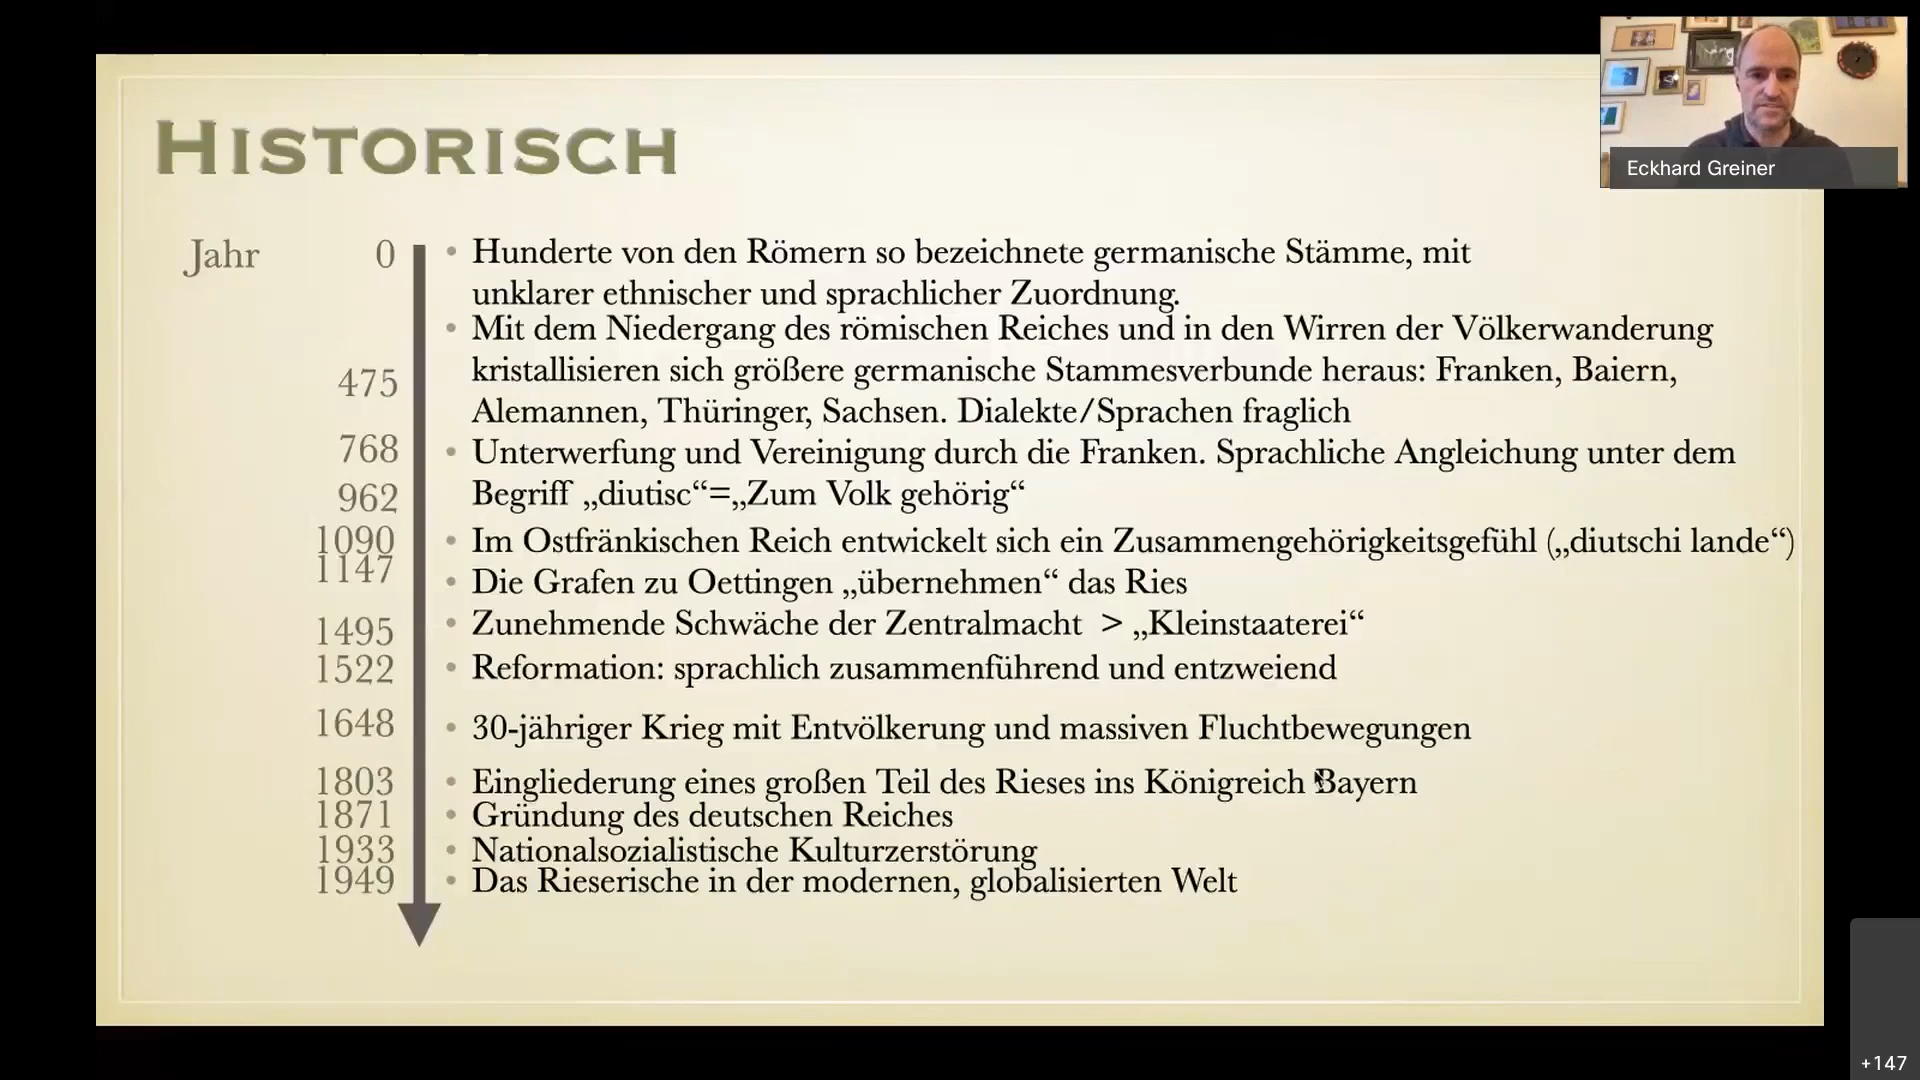 Eckhard Greiner
Historisch
Jahr 0
• Hunderte von den Römern so bezeichnete germanische Stämme, mit
unklarer ethnischer und sprachlicher Zuordnung.
• Mit dem Niedergang des römischen Reiches und in den Wirren der Völkerwanderung
475 kristallisieren sich größere germanische Stammesverbunde heraus: Franken, Baiern,
Alemannen, Thüringer, Sachsen. Dialekte/Sprachen fraglich
768 • Unterwerfung und Vereinigung durch die Franken. Sprachliche Angleichung unter dem
962 Begriff „diutisc“=„Zum Volk gehörig“
1090 • Im Ostfränkischen Reich entwickelt sich ein Zusammengehörigkeitsgefühl („diutschi lande“)
1147 • Die Grafen zu Oettingen „übernehmen“ das Ries
1495 • Zunehmende Schwäche der Zentralmacht > „Kleinstaaterei“
1522 • Reformation: sprachlich zusammenführend und entzweiend
1648 • 30-jähriger Krieg mit Entvölkerung und massiven Fluchtbewegungen
1803 • Eingliederung eines großen Teil des Rieses ins Königreich Bayern
1871 • Gründung des deutschen Reiches
1933 • Nationalsozialistische Kulturzerstörung
1949 • Das Rieserische in der modernen, globalisierten Welt
+147